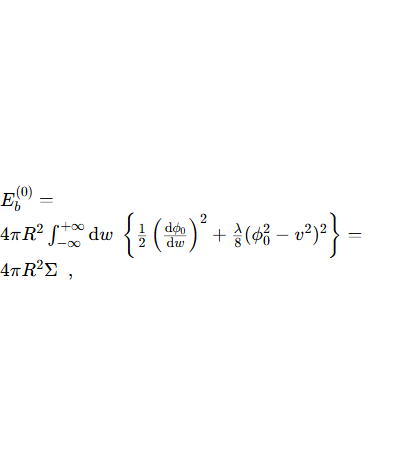 $E_b^{(0)} =$
$4\pi R^2 \int_{-\infty}^{+\infty} \mathrm{d}w \ \left\{ \frac{1}{2} \left( \frac{\mathrm{d}\phi_0}{\mathrm{d}w} \right)^2 + \frac{\lambda}{8} (\phi_0^2 - v^2)^2 \right\} =$
$4\pi R^2 \Sigma \ \ ,$